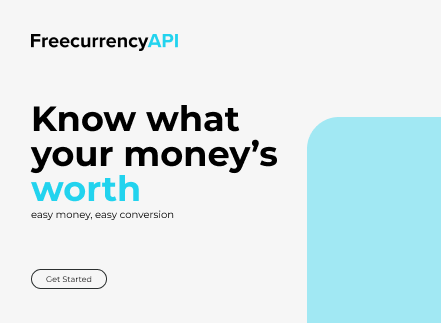 FreecurrencyAPI
Know what
your money’s
worth
easy money, easy conversion
Get Started